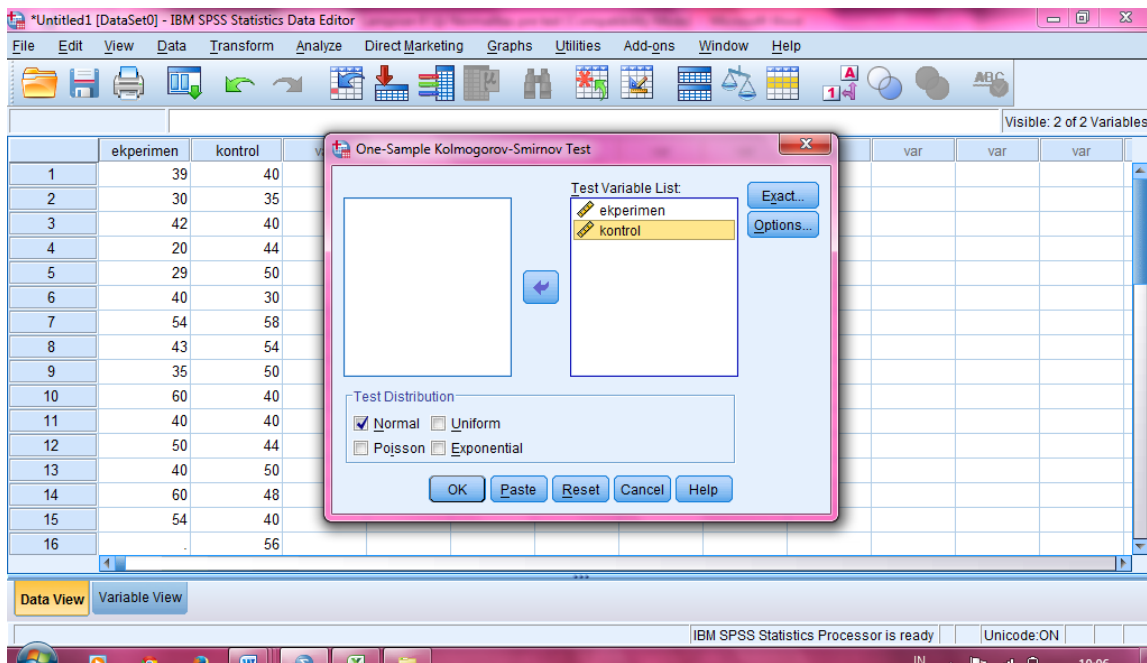 *Untitled1 [DataSet0] - IBM SPSS Statistics Data Editor
File Edit View Data Transform Analyze Direct Marketing Graphs Utilities Add-ons Window Help
Visible: 2 of 2 Variables
ekperimen kontrol var var var
One-Sample Kolmogorov-Smirnov Test
Test Variable List:
ekperimen
kontrol
Exact...
Options...
Test Distribution
Normal Uniform
Poisson Exponential
OK Paste Reset Cancel Help
1 39 40
2 30 35
3 42 40
4 20 44
5 29 50
6 40 30
7 54 58
8 43 54
9 35 50
10 60 40
11 40 40
12 50 44
13 40 50
14 60 48
15 54 40
16 . 56
Data View Variable View
IBM SPSS Statistics Processor is ready Unicode:ON
IN 10.06